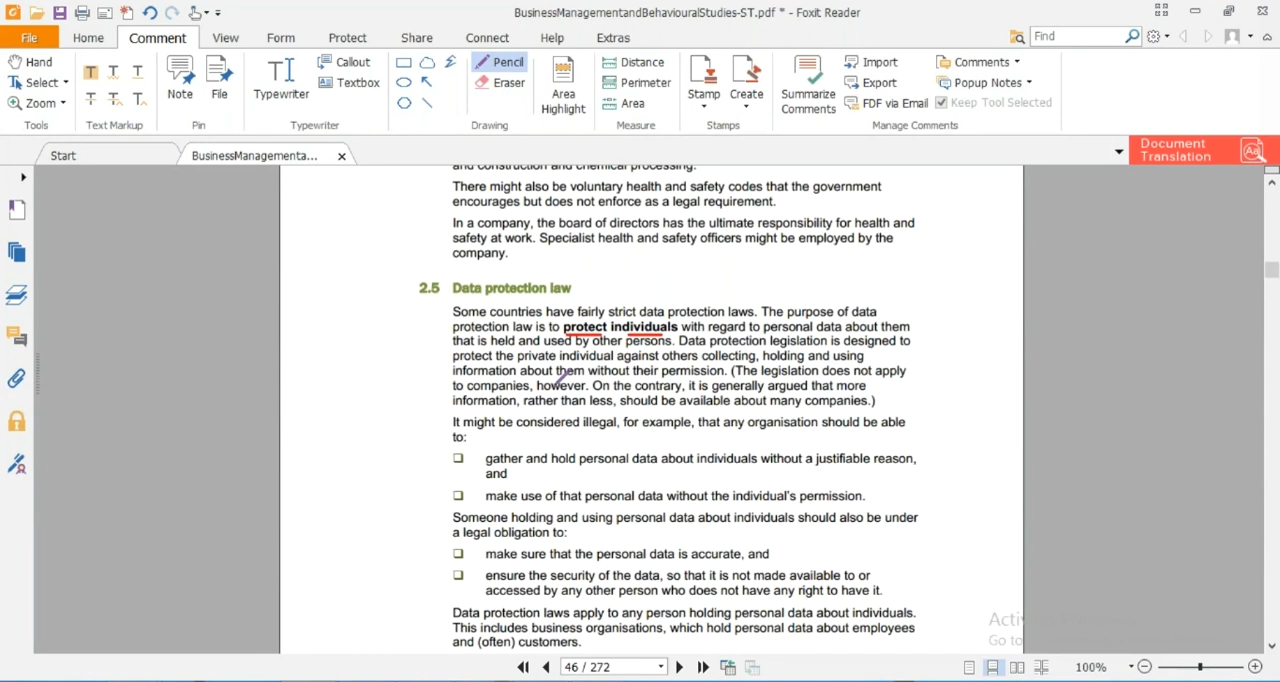 BusinessManagementandBehaviouralStudies-ST.pdf * - Foxit Reader
File Home Comment View Form Protect Share Connect Help Extras Find
Hand
Select
Zoom
Tools
T T T
T T T
Text Markup
Note File
Pin
Typewriter
Callout
Textbox
Typewriter
Pencil
Eraser
Drawing
Area
Highlight
Distance
Perimeter
Area
Measure
Stamp Create
Stamps
Summarize
Comments
Import
Export
FDF via Email
Comments
Popup Notes
Keep Tool Selected
Manage Comments
Start BusinessManagementa...
Document
Translation
and construction and chemical processing.
There might also be voluntary health and safety codes that the government
encourages but does not enforce as a legal requirement.
In a company, the board of directors has the ultimate responsibility for health and
safety at work. Specialist health and safety officers might be employed by the
company.
2.5 Data protection law
Some countries have fairly strict data protection laws. The purpose of data
protection law is to protect individuals with regard to personal data about them
that is held and used by other persons. Data protection legislation is designed to
protect the private individual against others collecting, holding and using
information about them without their permission. (The legislation does not apply
to companies, however. On the contrary, it is generally argued that more
information, rather than less, should be available about many companies.)
It might be considered illegal, for example, that any organisation should be able
to:
gather and hold personal data about individuals without a justifiable reason,
and
make use of that personal data without the individual's permission.
Someone holding and using personal data about individuals should also be under
a legal obligation to:
make sure that the personal data is accurate, and
ensure the security of the data, so that it is not made available to or
accessed by any other person who does not have any right to have it.
Data protection laws apply to any person holding personal data about individuals.
This includes business organisations, which hold personal data about employees
and (often) customers.
Go to
46 / 272
100%